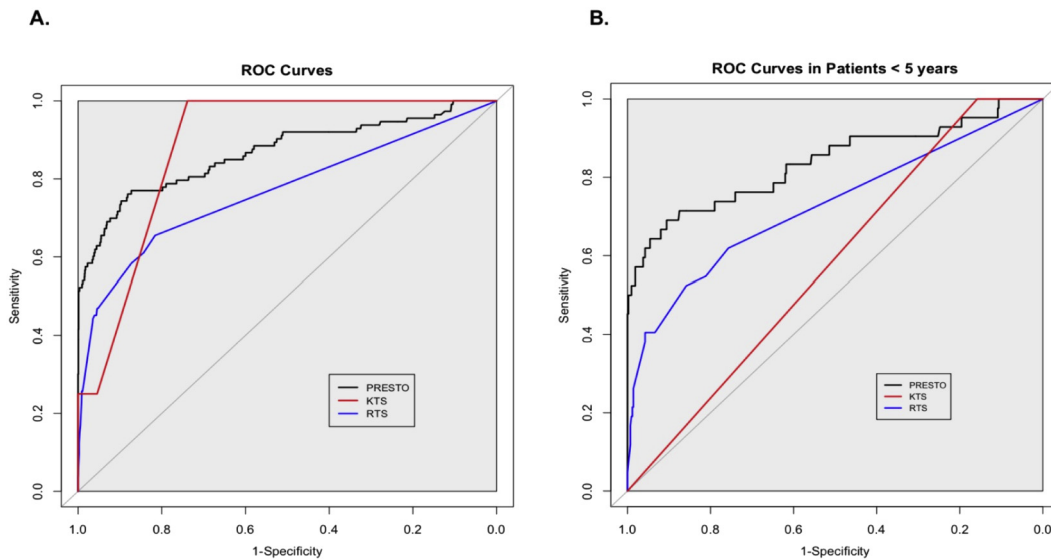 A.
ROC Curves
Sensitivity
1.0
0.8
0.6
0.4
0.2
0.0
PRESTO
KTS
RTS
1.0 0.8 0.6 0.4 0.2 0.0
1-Specificity
B.
ROC Curves in Patients < 5 years
Sensitivity
1.0
0.8
0.6
0.4
0.2
0.0
PRESTO
KTS
RTS
1.0 0.8 0.6 0.4 0.2 0.0
1-Specificity